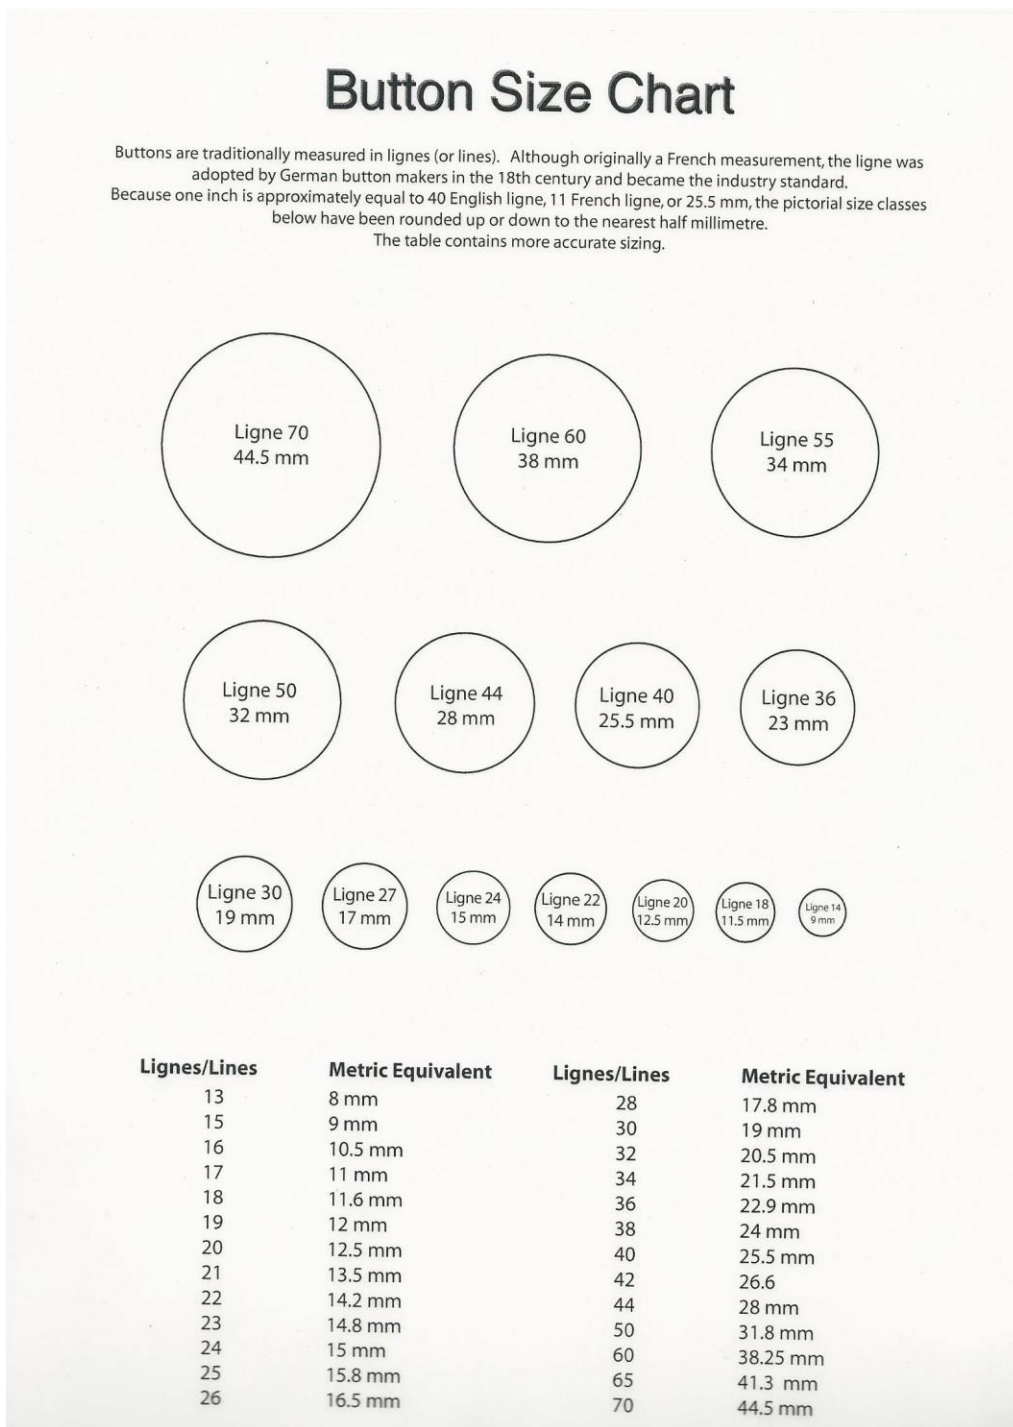 Button Size Chart
Buttons are traditionally measured in lignes (or lines). Although originally a French measurement, the ligne was
adopted by German button makers in the 18th century and became the industry standard.
Because one inch is approximately equal to 40 English ligne, 11 French ligne, or 25.5 mm, the pictorial size classes
below have been rounded up or down to the nearest half millimetre.
The table contains more accurate sizing.
Ligne 70
44.5 mm
Ligne 60
38 mm
Ligne 55
34 mm
Ligne 50
32 mm
Ligne 44
28 mm
Ligne 40
25.5 mm
Ligne 36
23 mm
Ligne 30
19 mm
Ligne 27
17 mm
Ligne 24
15 mm
Ligne 22
14 mm
Ligne 20
12.5 mm
Ligne 18
11.5 mm
Ligne 14
9 mm
Lignes/Lines Metric Equivalent
13 8 mm
15 9 mm
16 10.5 mm
17 11 mm
18 11.6 mm
19 12 mm
20 12.5 mm
21 13.5 mm
22 14.2 mm
23 14.8 mm
24 15 mm
25 15.8 mm
26 16.5 mm
Lignes/Lines Metric Equivalent
28 17.8 mm
30 19 mm
32 20.5 mm
34 21.5 mm
36 22.9 mm
38 24 mm
40 25.5 mm
42 26.6
44 28 mm
50 31.8 mm
60 38.25 mm
65 41.3 mm
70 44.5 mm